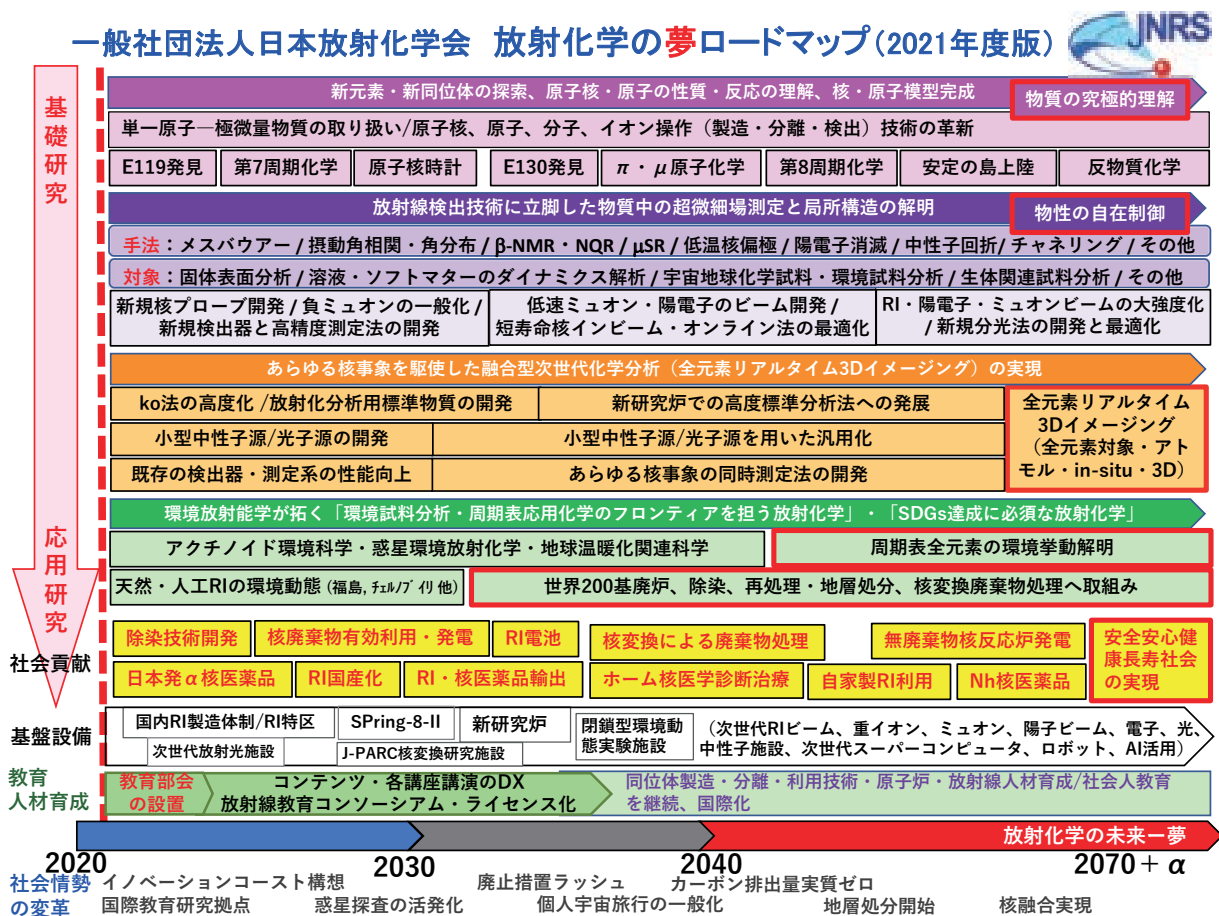 一般社団法人日本放射化学会 放射化学の夢ロードマップ(2021年度版)
JNRS
基礎研究
新元素・新同位体の探索、原子核・原子の性質・反応の理解、核・原子模型完成
物質の究極的理解
単一原子―極微量物質の取り扱い/原子核、原子、分子、イオン操作（製造・分離・検出）技術の革新
E119発見
第7周期化学
原子核時計
E130発見
π・μ原子化学
第8周期化学
安定の島上陸
反物質化学
放射線検出技術に立脚した物質中の超微細場測定と局所構造の解明
物性の自在制御
手法：メスバウアー / 摂動角相関・角分布 / β-NMR・NQR / μSR / 低温核偏極 / 陽電子消滅 / 中性子回折/ チャネリング / その他
対象：固体表面分析 / 溶液・ソフトマターのダイナミクス解析 / 宇宙地球化学試料・環境試料分析 / 生体関連試料分析 / その他
新規核プローブ開発 / 負ミュオンの一般化 /
新規検出器と高精度測定法の開発
低速ミュオン・陽電子のビーム開発 /
短寿命核インビーム・オンライン法の最適化
RI・陽電子・ミュオンビームの大強度化
/ 新規分光法の開発と最適化
あらゆる核事象を駆使した融合型次世代化学分析（全元素リアルタイム3Dイメージング）の実現
ko法の高度化 /放射化分析用標準物質の開発
新研究炉での高度標準分析法への発展
全元素リアルタイム
3Dイメージング
（全元素対象・アト
モル・in-situ・3D）
小型中性子源/光子源の開発
小型中性子源/光子源を用いた汎用化
既存の検出器・測定系の性能向上
あらゆる核事象の同時測定法の開発
応用研究
環境放射能学が拓く「環境試料分析・周期表応用化学のフロンティアを担う放射化学」・「SDGs達成に必須な放射化学」
アクチノイド環境科学・惑星環境放射化学・地球温暖化関連科学
周期表全元素の環境挙動解明
天然・人工RIの環境動態 (福島, ﾁｪﾙﾉﾌﾞｲﾘ 他)
世界200基廃炉、除染、再処理・地層処分、核変換廃棄物処理へ取組み
社会貢献
除染技術開発
核廃棄物有効利用・発電
RI電池
核変換による廃棄物処理
無廃棄物核反応炉発電
安全安心健
康長寿社会
の実現
日本発α核医薬品
RI国産化
RI・核医薬品輸出
ホーム核医学診断治療
自家製RI利用
Nh核医薬品
基盤設備
国内RI製造体制/RI特区
SPring-8-II
新研究炉
閉鎖型環境動
態実験施設
（次世代RIビーム、重イオン、ミュオン、陽子ビーム、電子、光、
中性子施設、次世代スーパーコンピュータ、ロボット、AI活用）
次世代放射光施設
J-PARC核変換研究施設
教育
人材育成
教育部会
の設置
コンテンツ・各講座講演のDX
放射線教育コンソーシアム・ライセンス化
同位体製造・分離・利用技術・原子炉・放射線人材育成/社会人教育
を継続、国際化
放射化学の未来ー夢
2020
2030
2040
2070+α
社会情勢
の変革
イノベーションコースト構想
廃止措置ラッシュ
カーボン排出量実質ゼロ
国際教育研究拠点
惑星探査の活発化
個人宇宙旅行の一般化
地層処分開始
核融合実現